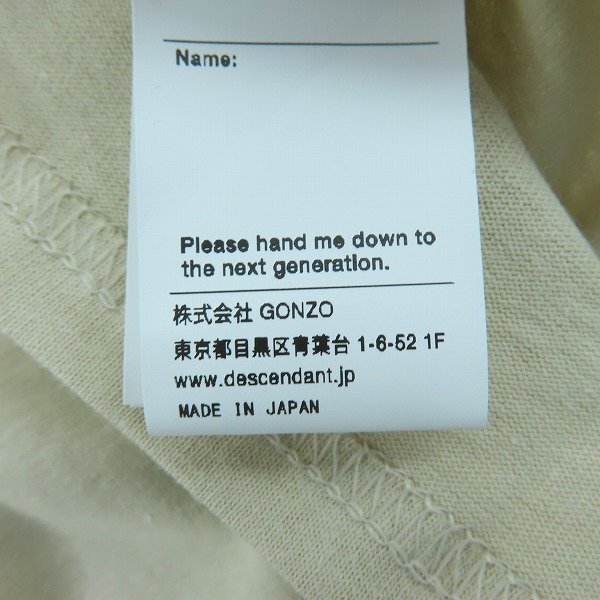 Name:
Please hand me down to
the next generation.
株式会社 GONZO
東京都目黒区青葉台 1-6-52 1F
www.descendant.jp
MADE IN JAPAN